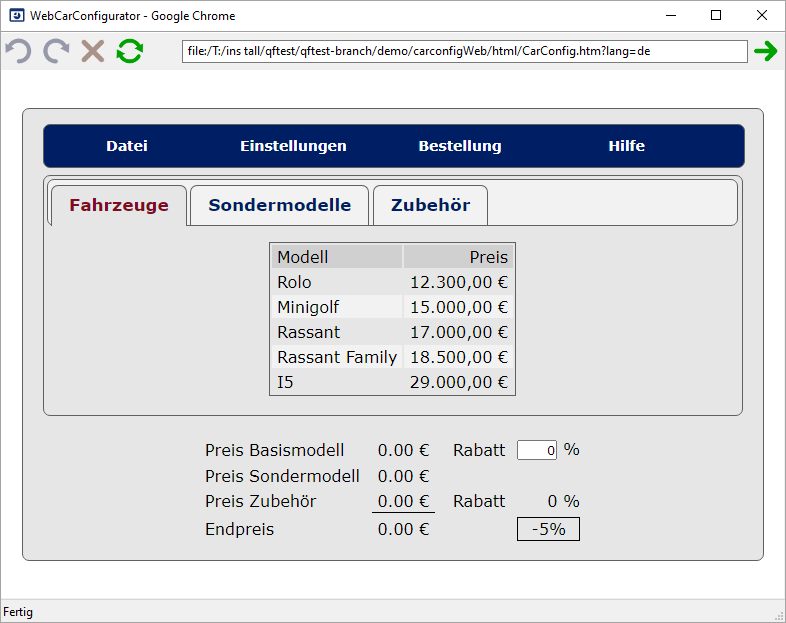 WebCarConfigurator - Google Chrome
file:/T:/ins tall/qftest/qftest-branch/demo/carconfigWeb/html/CarConfig.htm?lang=de
Datei Einstellungen Bestellung Hilfe
Fahrzeuge Sondermodelle Zubehör
Modell Preis
Rolo 12.300,00 €
Minigolf 15.000,00 €
Rassant 17.000,00 €
Rassant Family 18.500,00 €
I5 29.000,00 €
Preis Basismodell 0.00 € Rabatt 0 %
Preis Sondermodell 0.00 €
Preis Zubehör 0.00 € Rabatt 0 %
Endpreis 0.00 € -5%
Fertig